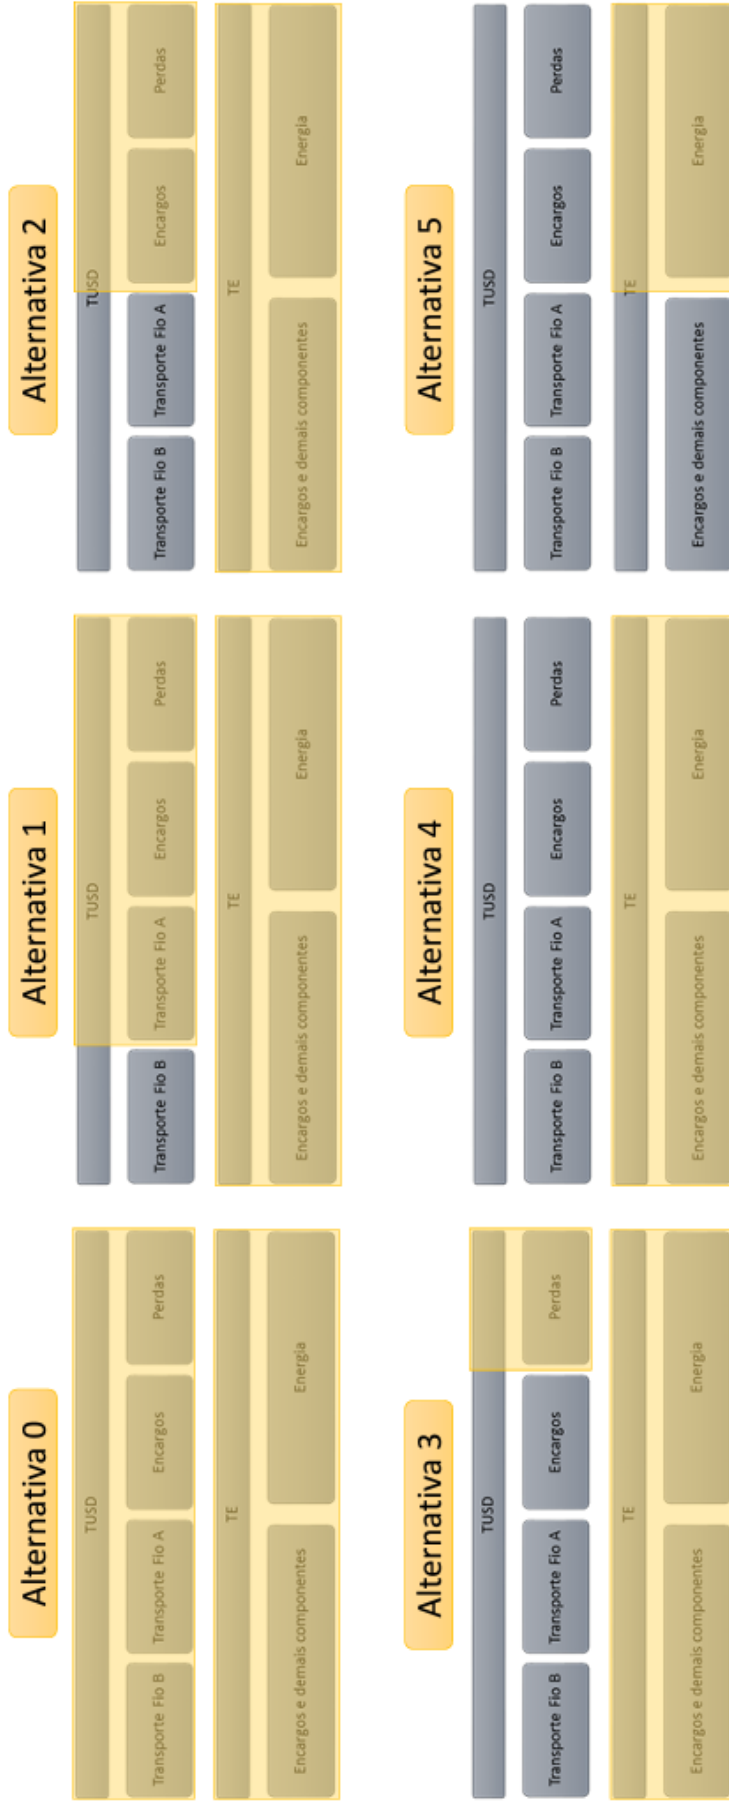 Alternativa 0
TUSD
Transporte Fio B
Transporte Fio A
Encargos
Perdas
TE
Encargos e demais componentes
Energia
Alternativa 1
TUSD
Transporte Fio B
Transporte Fio A
Encargos
Perdas
TE
Encargos e demais componentes
Energia
Alternativa 2
TUSD
Transporte Fio B
Transporte Fio A
Encargos
Perdas
TE
Encargos e demais componentes
Energia
Alternativa 3
TUSD
Transporte Fio B
Transporte Fio A
Encargos
Perdas
TE
Encargos e demais componentes
Energia
Alternativa 4
TUSD
Transporte Fio B
Transporte Fio A
Encargos
Perdas
TE
Encargos e demais componentes
Energia
Alternativa 5
TUSD
Transporte Fio B
Transporte Fio A
Encargos
Perdas
TE
Encargos e demais componentes
Energia